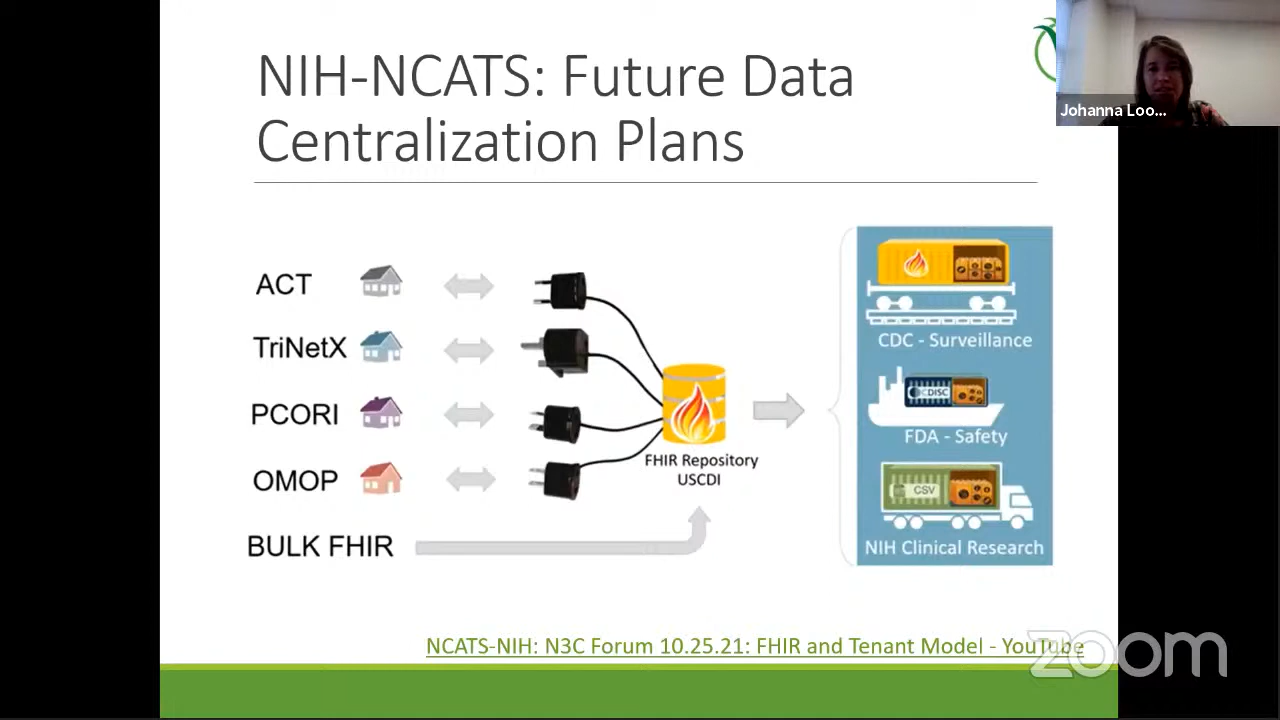 NIH-NCATS: Future Data
Centralization Plans
Johanna Loo...
ACT
TriNetX
PCORI
OMOP
BULK FHIR
FHIR Repository
USCDI
CDC - Surveillance
CDISC
FDA - Safety
CSV
NIH Clinical Research
NCATS-NIH: N3C Forum 10.25.21: FHIR and Tenant Model - YouTube
zoom